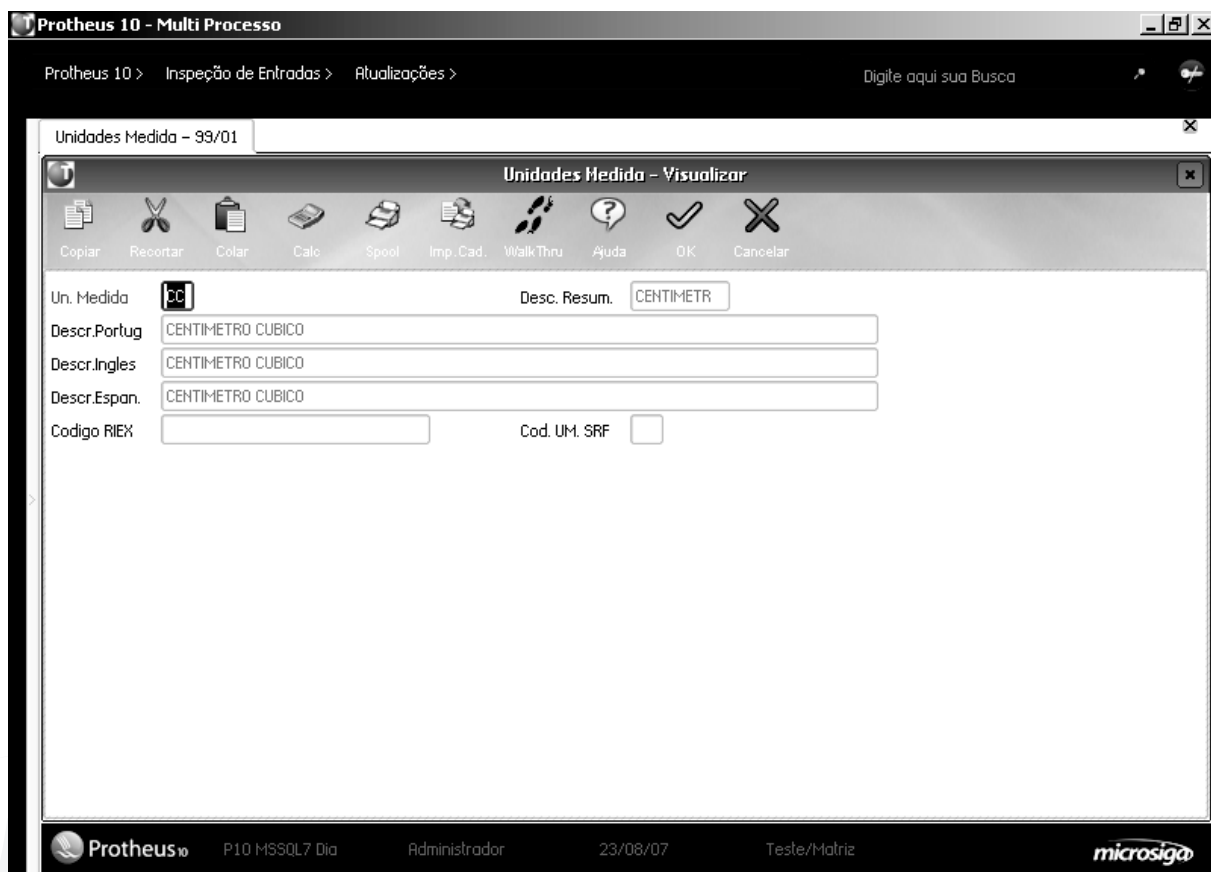 Protheus 10 - Multi Processo
Protheus 10 > Inspeção de Entradas > Atualizações > Digite aqui sua Busca
Unidades Medida – 99/01
Unidades Medida – Visualizar
Copiar Recortar Colar Calc Spool Imp.Cad. WalkThru Ajuda OK Cancelar
Un. Medida CC Desc. Resum. CENTIMETR
Descr.Portug CENTIMETRO CUBICO
Descr.Ingles CENTIMETRO CUBICO
Descr.Espan. CENTIMETRO CUBICO
Codigo RIEX Cod. UM. SRF
Protheus10 P10 MSSQL7 Dia Administrador 23/08/07 Teste/Matriz microsiga